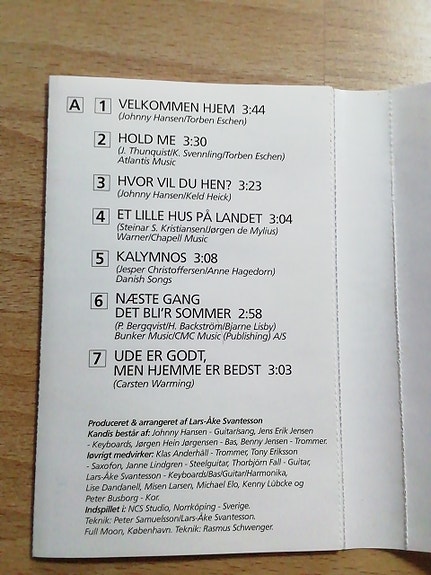 A 1 VELKOMMEN HJEM 3:44
(Johnny Hansen/Torben Eschen)
2 HOLD ME 3:30
(J. Thunquist/K. Svennling/Torben Eschen)
Atlantis Music
3 HVOR VIL DU HEN? 3:23
(Johnny Hansen/Keld Heick)
4 ET LILLE HUS PÅ LANDET 3:04
(Steinar S. Kristiansen/Jørgen de Mylius)
Warner/Chapell Music
5 KALYMNOS 3:08
(Jesper Christoffersen/Anne Hagedorn)
Danish Songs
6 NÆSTE GANG
DET BLI'R SOMMER 2:58
(P. Bergqvist/H. Backström/Bjarne Lisby)
Bunker Music/CMC Music (Publishing) A/S
7 UDE ER GODT,
MEN HJEMME ER BEDST 3:03
(Carsten Warming)
Produceret & arrangeret af Lars-Åke Svantesson
Kandis består af: Johnny Hansen - Guitar/sang, Jens Erik Jensen
- Keyboards, Jørgen Hein Jørgensen - Bas, Benny Jensen - Trommer.
Iøvrigt medvirker: Klas Anderhäll - Trommer, Tony Eriksson
- Saxofon, Janne Lindgren - Steelguitar, Thorbjörn Fall - Guitar,
Lars-Åke Svantesson - Keyboards/Bas/Guitar/Harmonika,
Lise Dandanell, Misen Larsen, Michael Elo, Kenny Lübcke og
Peter Busborg - Kor.
Indspillet i: NCS Studio, Norrköping - Sverige.
Teknik: Peter Samuelsson/Lars-Åke Svantesson.
Full Moon, København. Teknik: Rasmus Schwenger.